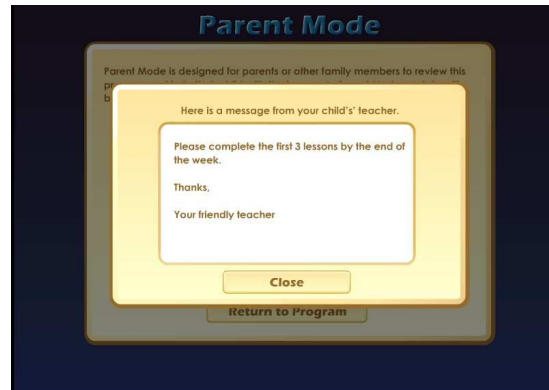 Parent Mode
Parent Mode is designed for parents or other family members to review this
Here is a message from your child's' teacher.
Please complete the first 3 lessons by the end of
the week.
Thanks,
Your friendly teacher
Close
Return to Program